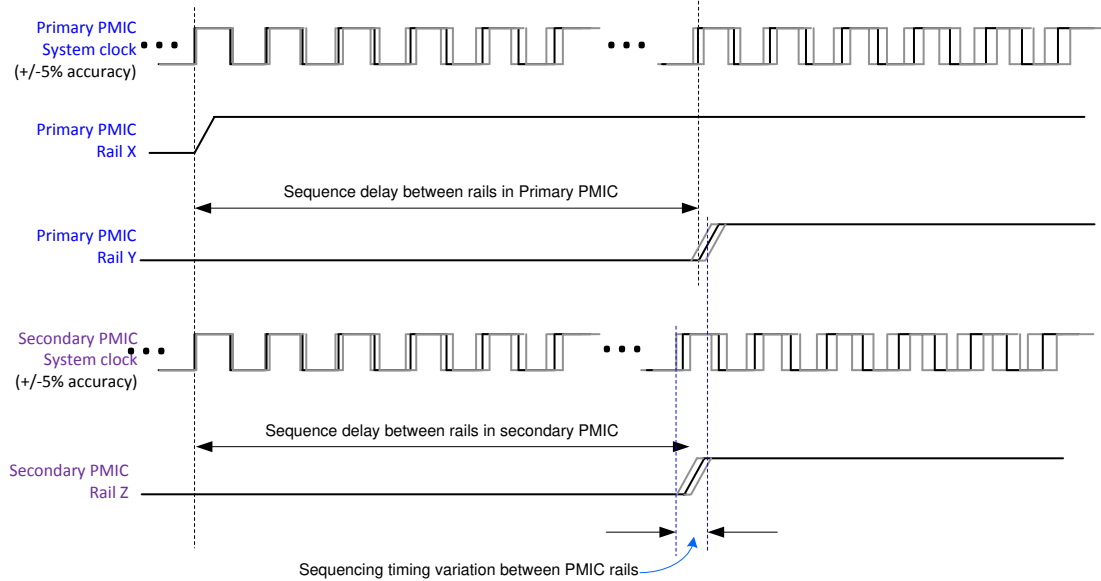 Primary PMIC
System clock
(+/-5% accuracy)
Primary PMIC
Rail X
Sequence delay between rails in Primary PMIC
Primary PMIC
Rail Y
Secondary PMIC
System clock
(+/-5% accuracy)
Sequence delay between rails in secondary PMIC
Secondary PMIC
Rail Z
Sequencing timing variation between PMIC rails